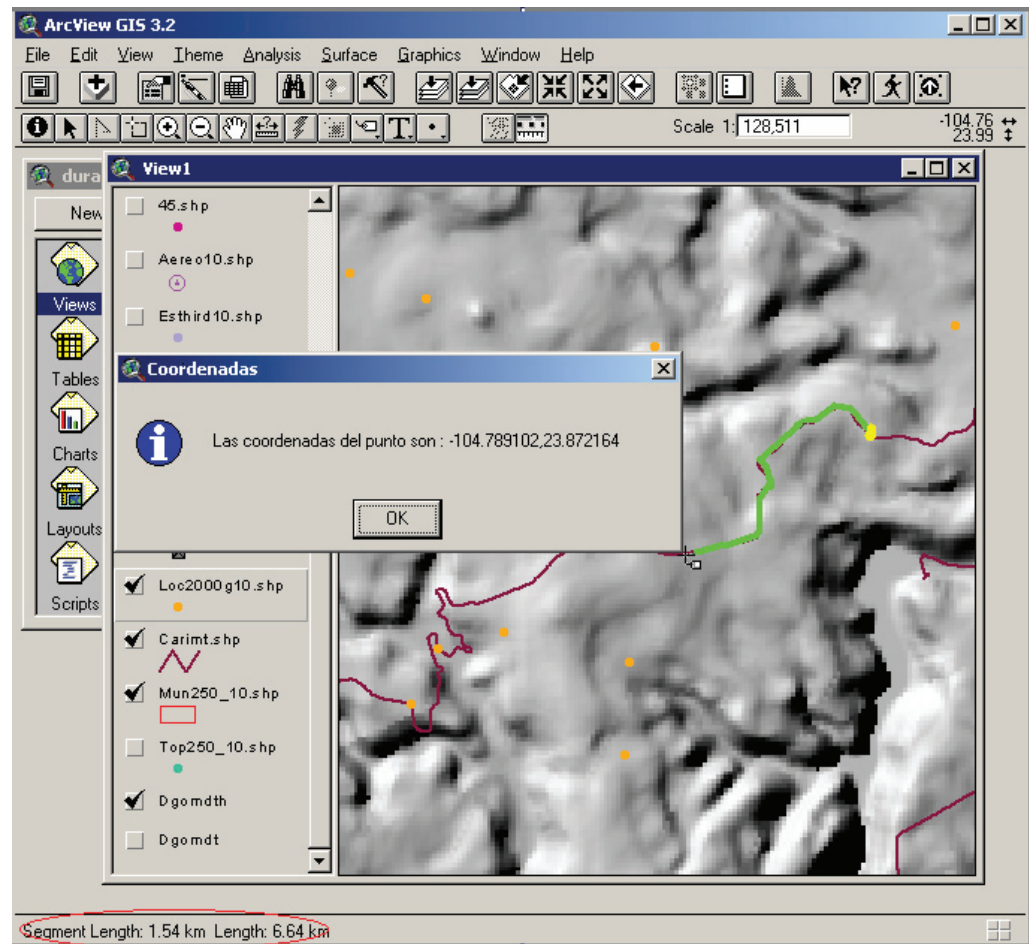 ArcView GIS 3.2
File Edit View Theme Analysis Surface Graphics Window Help
Scale 1: 128,511
-104.76
23.99
dura
New
Views
Tables
Charts
Layouts
Scripts
View1
45.shp
Aereo10.shp
Esthird10.shp
Coordenadas
Las coordenadas del punto son : -104.789102,23.872164
OK
Loc2000g10.shp
Carimt.shp
Mun250_10.shp
Top250_10.shp
Dgomdth
Dgomdt
Segment Length: 1.54 km Length: 6.64 km